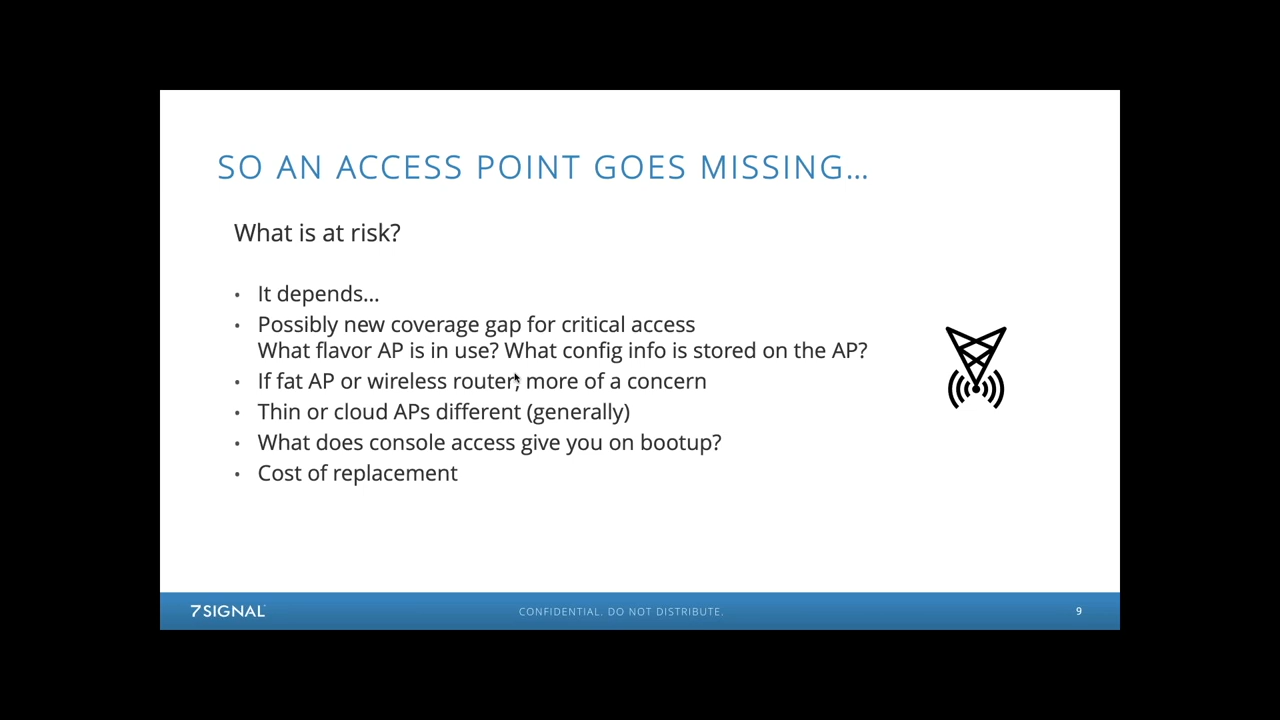 SO AN ACCESS POINT GOES MISSING...
What is at risk?
• It depends...
• Possibly new coverage gap for critical access
What flavor AP is in use? What config info is stored on the AP?
• If fat AP or wireless router, more of a concern
• Thin or cloud APs different (generally)
• What does console access give you on bootup?
• Cost of replacement
7SIGNAL
CONFIDENTIAL. DO NOT DISTRIBUTE.
9